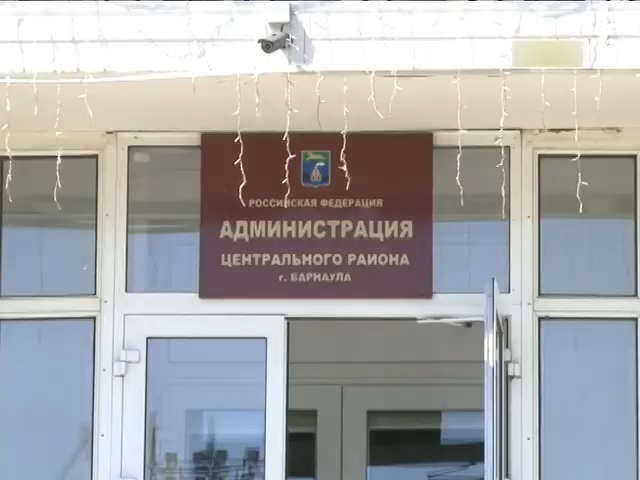 РОССИЙСКАЯ ФЕДЕРАЦИЯ
АДМИНИСТРАЦИЯ
ЦЕНТРАЛЬНОГО РАЙОНА
г. БАРНАУЛА